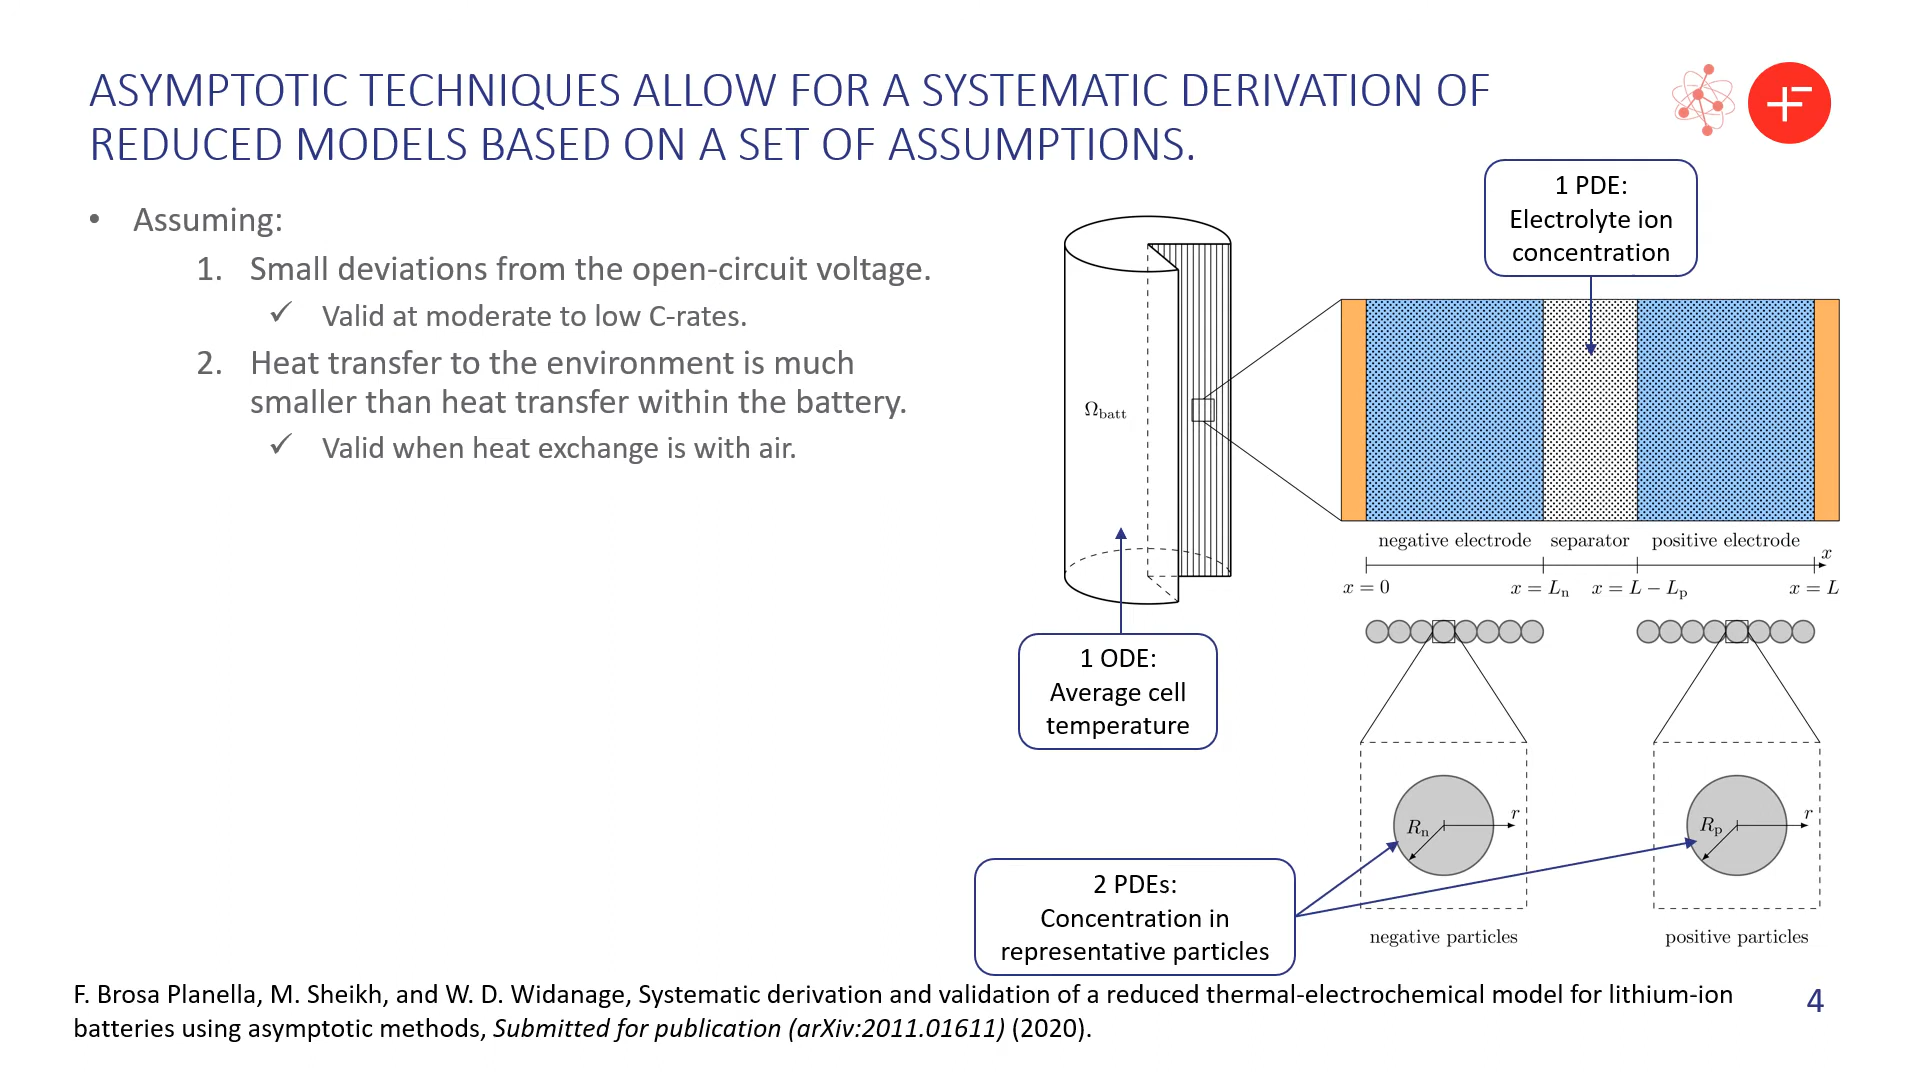 ASYMPTOTIC TECHNIQUES ALLOW FOR A SYSTEMATIC DERIVATION OF
REDUCED MODELS BASED ON A SET OF ASSUMPTIONS.
• Assuming:
1. Small deviations from the open-circuit voltage.
✓ Valid at moderate to low C-rates.
2. Heat transfer to the environment is much
smaller than heat transfer within the battery.
✓ Valid when heat exchange is with air.
1 PDE:
Electrolyte ion
concentration
Ω_batt
negative electrode separator positive electrode
x
x = 0 x = L_n x = L − L_p x = L
1 ODE:
Average cell
temperature
R_n r
R_p r
2 PDEs:
Concentration in
representative particles
negative particles positive particles
F. Brosa Planella, M. Sheikh, and W. D. Widanage, Systematic derivation and validation of a reduced thermal-electrochemical model for lithium-ion
batteries using asymptotic methods, Submitted for publication (arXiv:2011.01611) (2020).
4